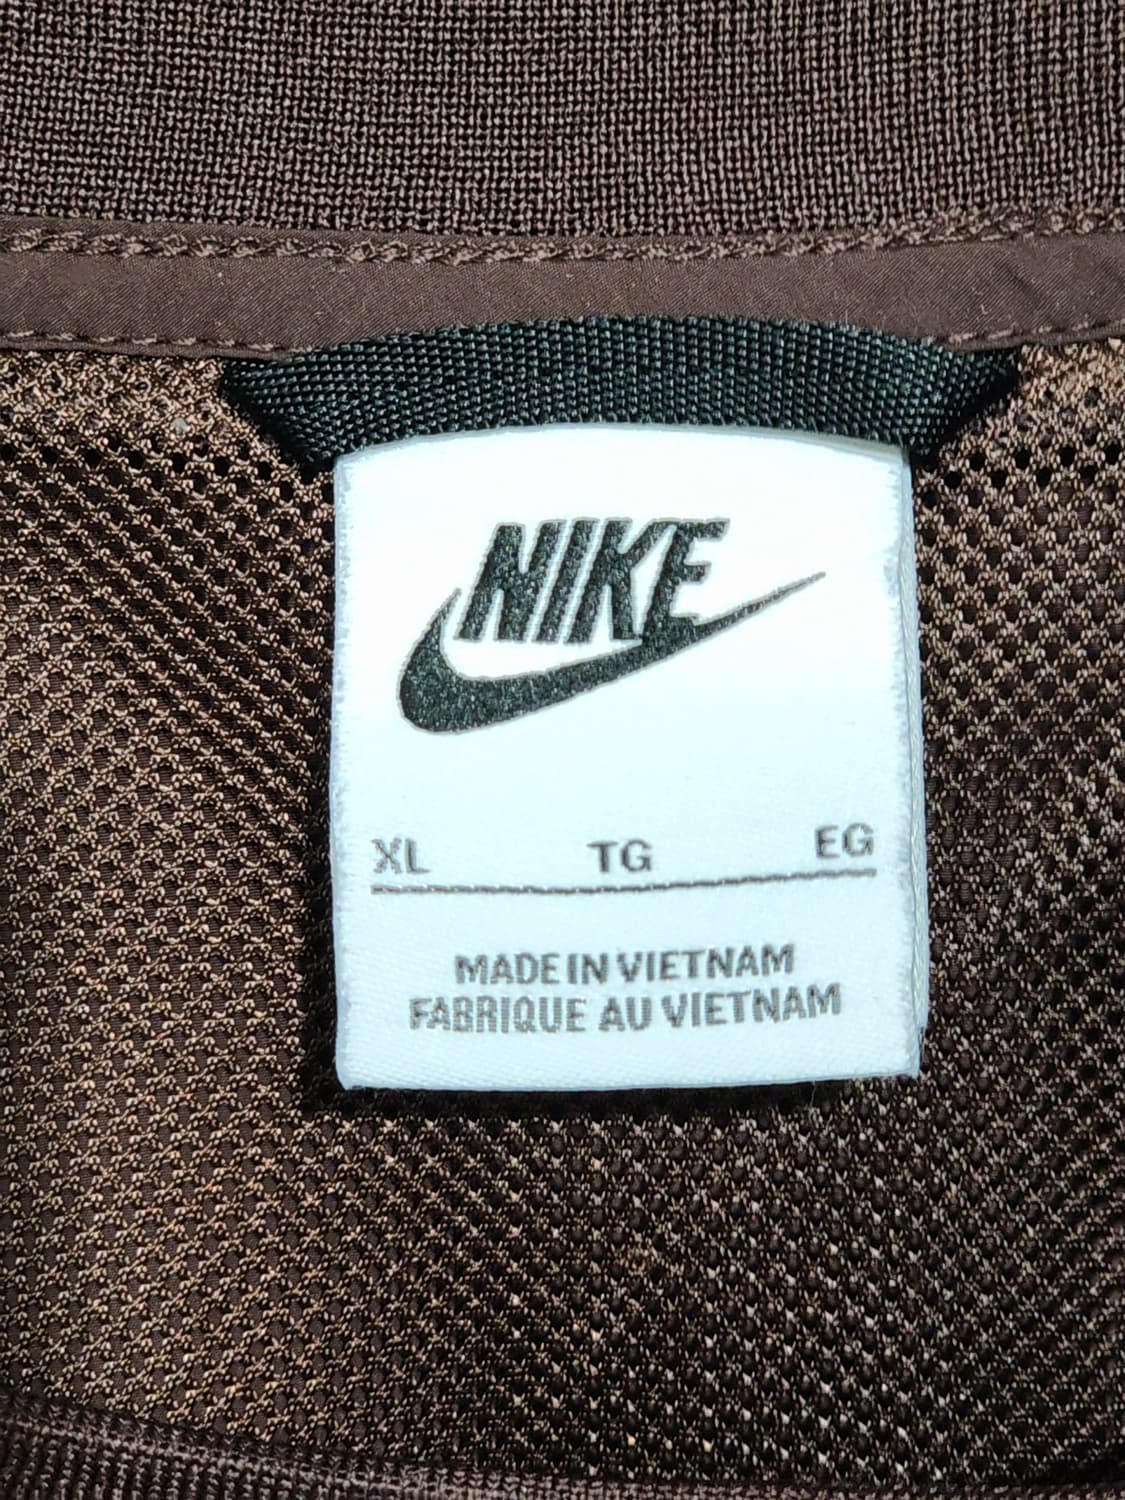 NIKE
XL TG EG
MADE IN VIETNAM
FABRIQUE AU VIETNAM